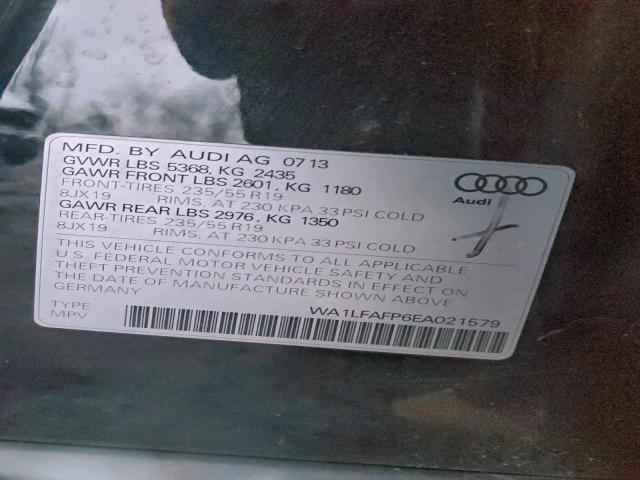 MFD. BY AUDI AG 07 13
GVWR LBS 5368, KG 2435
GAWR FRONT LBS 2601, KG 1180
FRONT-TIRES 235/55 R19
8JX19 RIMS, AT 230 KPA 33 PSI COLD
GAWR REAR LBS 2976, KG 1350
REAR-TIRES 235/55 R19
8JX19 RIMS, AT 230 KPA 33 PSI COLD
THIS VEHICLE CONFORMS TO ALL APPLICABLE
U.S. FEDERAL MOTOR VEHICLE SAFETY AND
THEFT PREVENTION STANDARDS IN EFFECT ON
THE DATE OF MANUFACTURE SHOWN ABOVE
GERMANY
TYPE
MPV
WA1LFAFP6EA021579
Audi